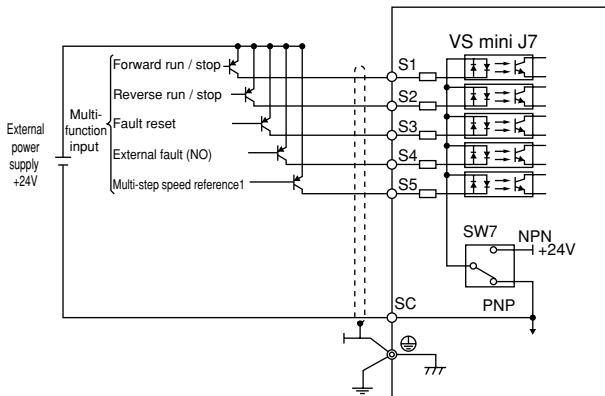 VS mini J7
Forward run / stop
S1
Reverse run / stop
S2
Multi-
function
input
Fault reset
S3
External
power
supply
+24V
External fault (NO)
S4
Multi-step speed reference1
S5
SW7
NPN
+24V
SC
PNP